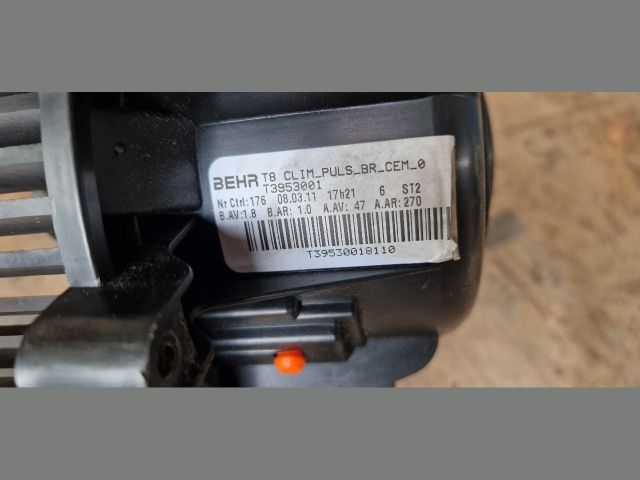 BEHR T8 CLIM_PULS_BR_CEM_0
T3953001
Nr Ctrl:176 08.03.11 17h21 6 ST2
B.AV:1.8 B.AR: 1.0 A.AV: 47 A.AR:270
T39530018110